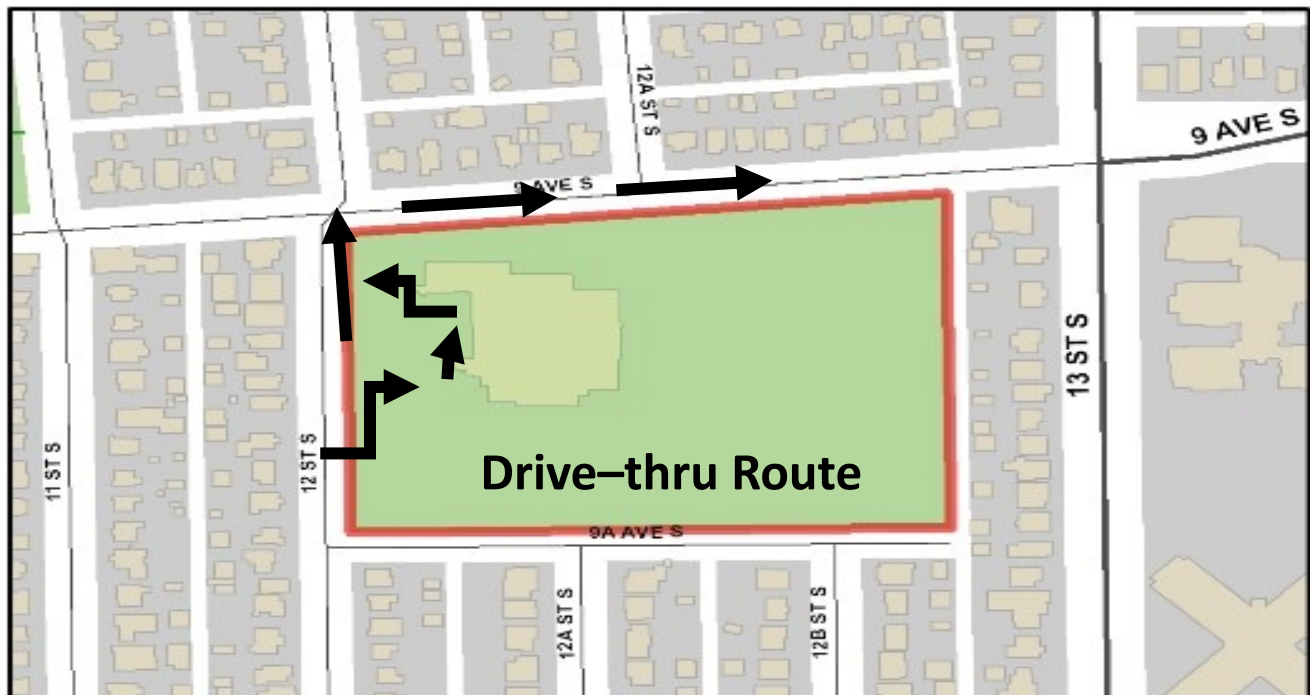 12A ST S
9 AVE S
9 AVE S
13 ST S
11 ST S
12 ST S
Drive–thru Route
9A AVE S
12A ST S
12B ST S